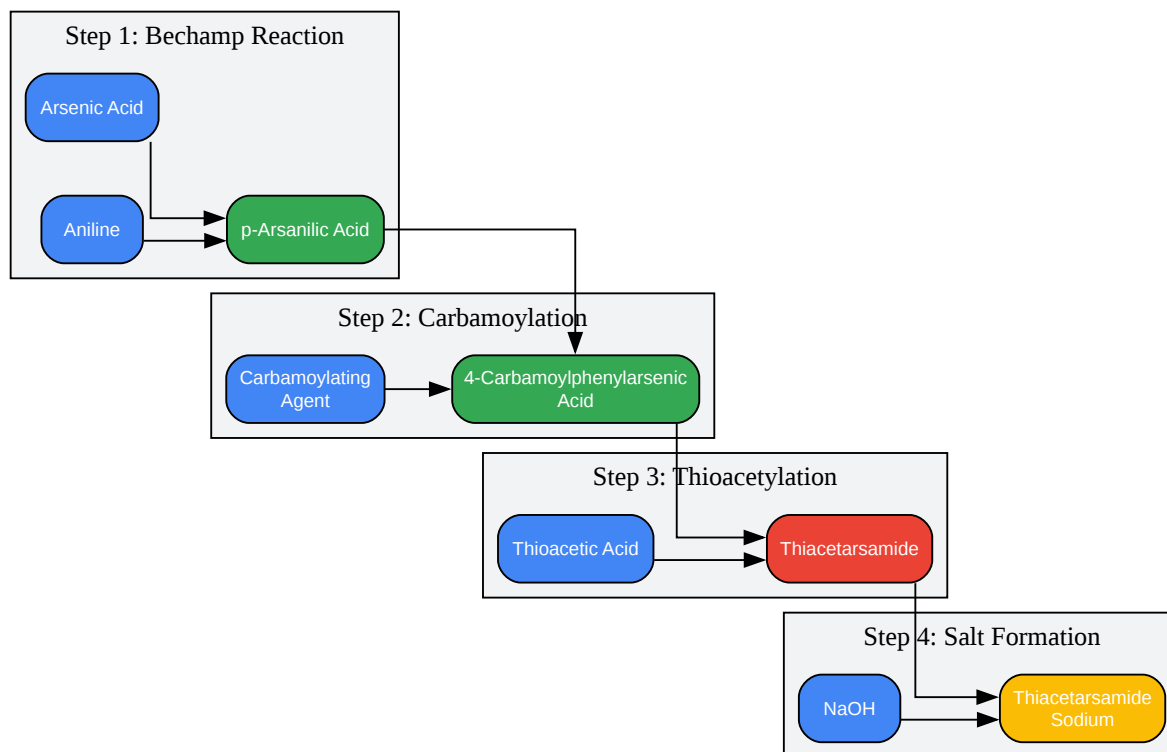 Step 1: Bechamp Reaction
Arsenic Acid
Aniline
p-Arsanilic Acid
Step 2: Carbamoylation
Carbamoylating
Agent
4-Carbamoylphenylarsenic
Acid
Step 3: Thioacetylation
Thioacetic Acid
Thiacetarsamide
Step 4: Salt Formation
NaOH
Thiacetarsamide
Sodium